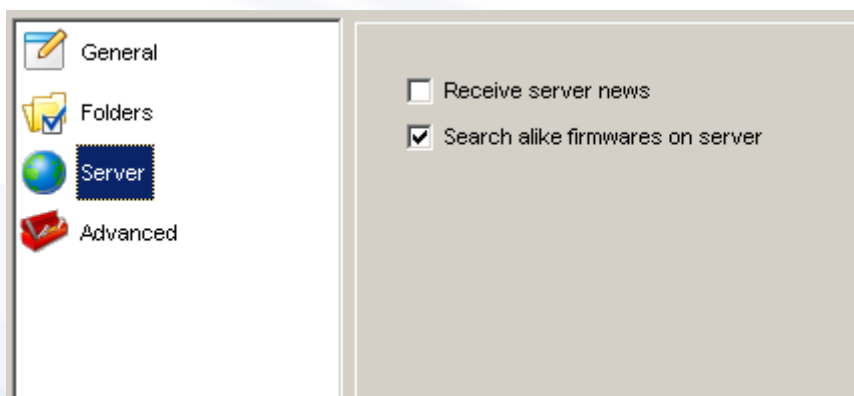 General
Folders
Server
Advanced
Receive server news
Search alike firmwares on server